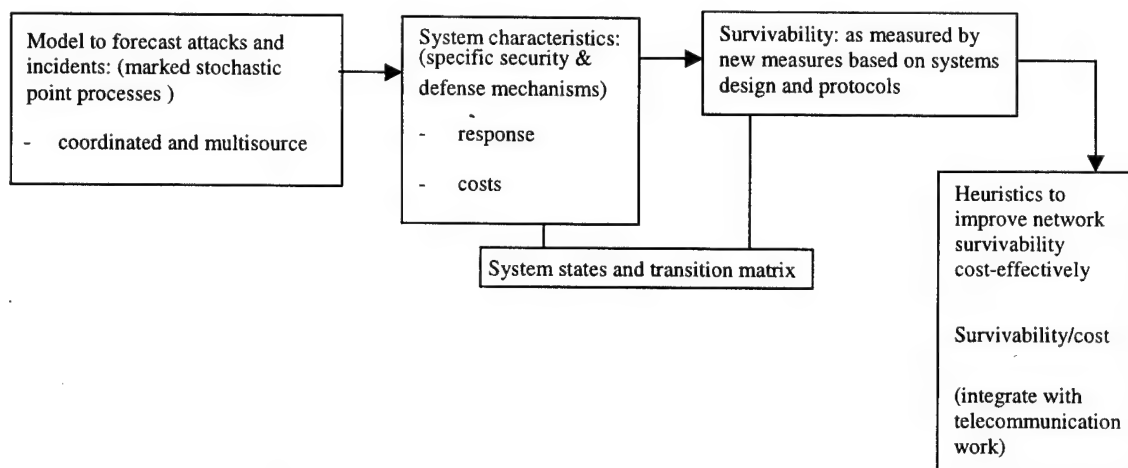 Model to forecast attacks and
incidents: (marked stochastic
point processes )
- coordinated and multisource
System characteristics:
(specific security &
defense mechanisms)
- response
- costs
Survivability: as measured by
new measures based on systems
design and protocols
System states and transition matrix
Heuristics to
improve network
survivability
cost-effectively
Survivability/cost
(integrate with
telecommunication
work)